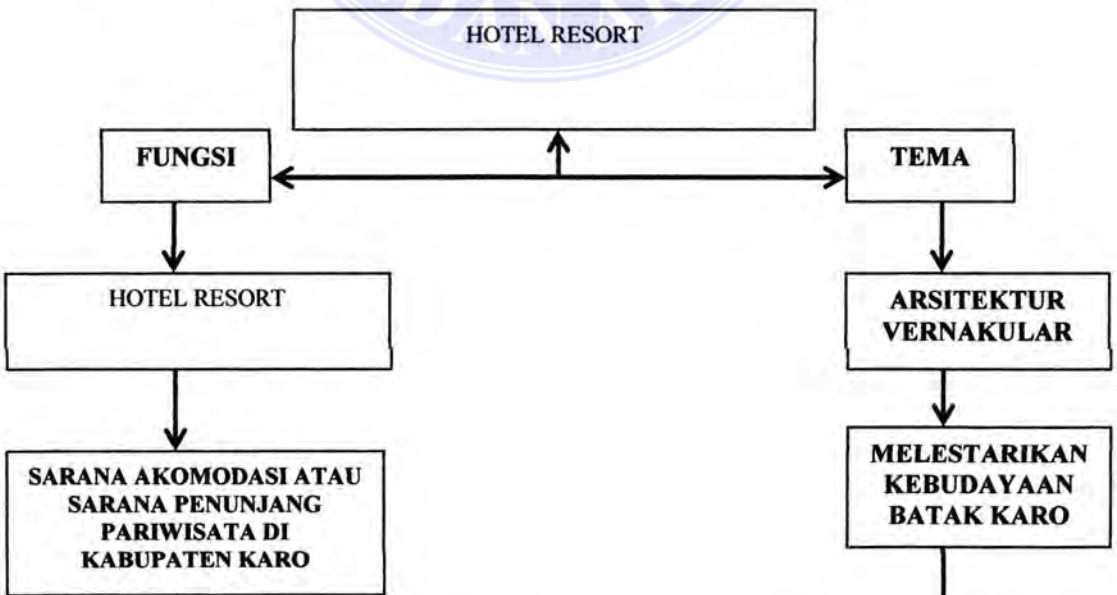 HOTEL RESORT
FUNGSI
TEMA
HOTEL RESORT
ARSITEKTUR
VERNAKULAR
SARANA AKOMODASI ATAU
SARANA PENUNJANG
PARIWISATA DI
KABUPATEN KARO
MELESTARIKAN
KEBUDAYAAN
BATAK KARO